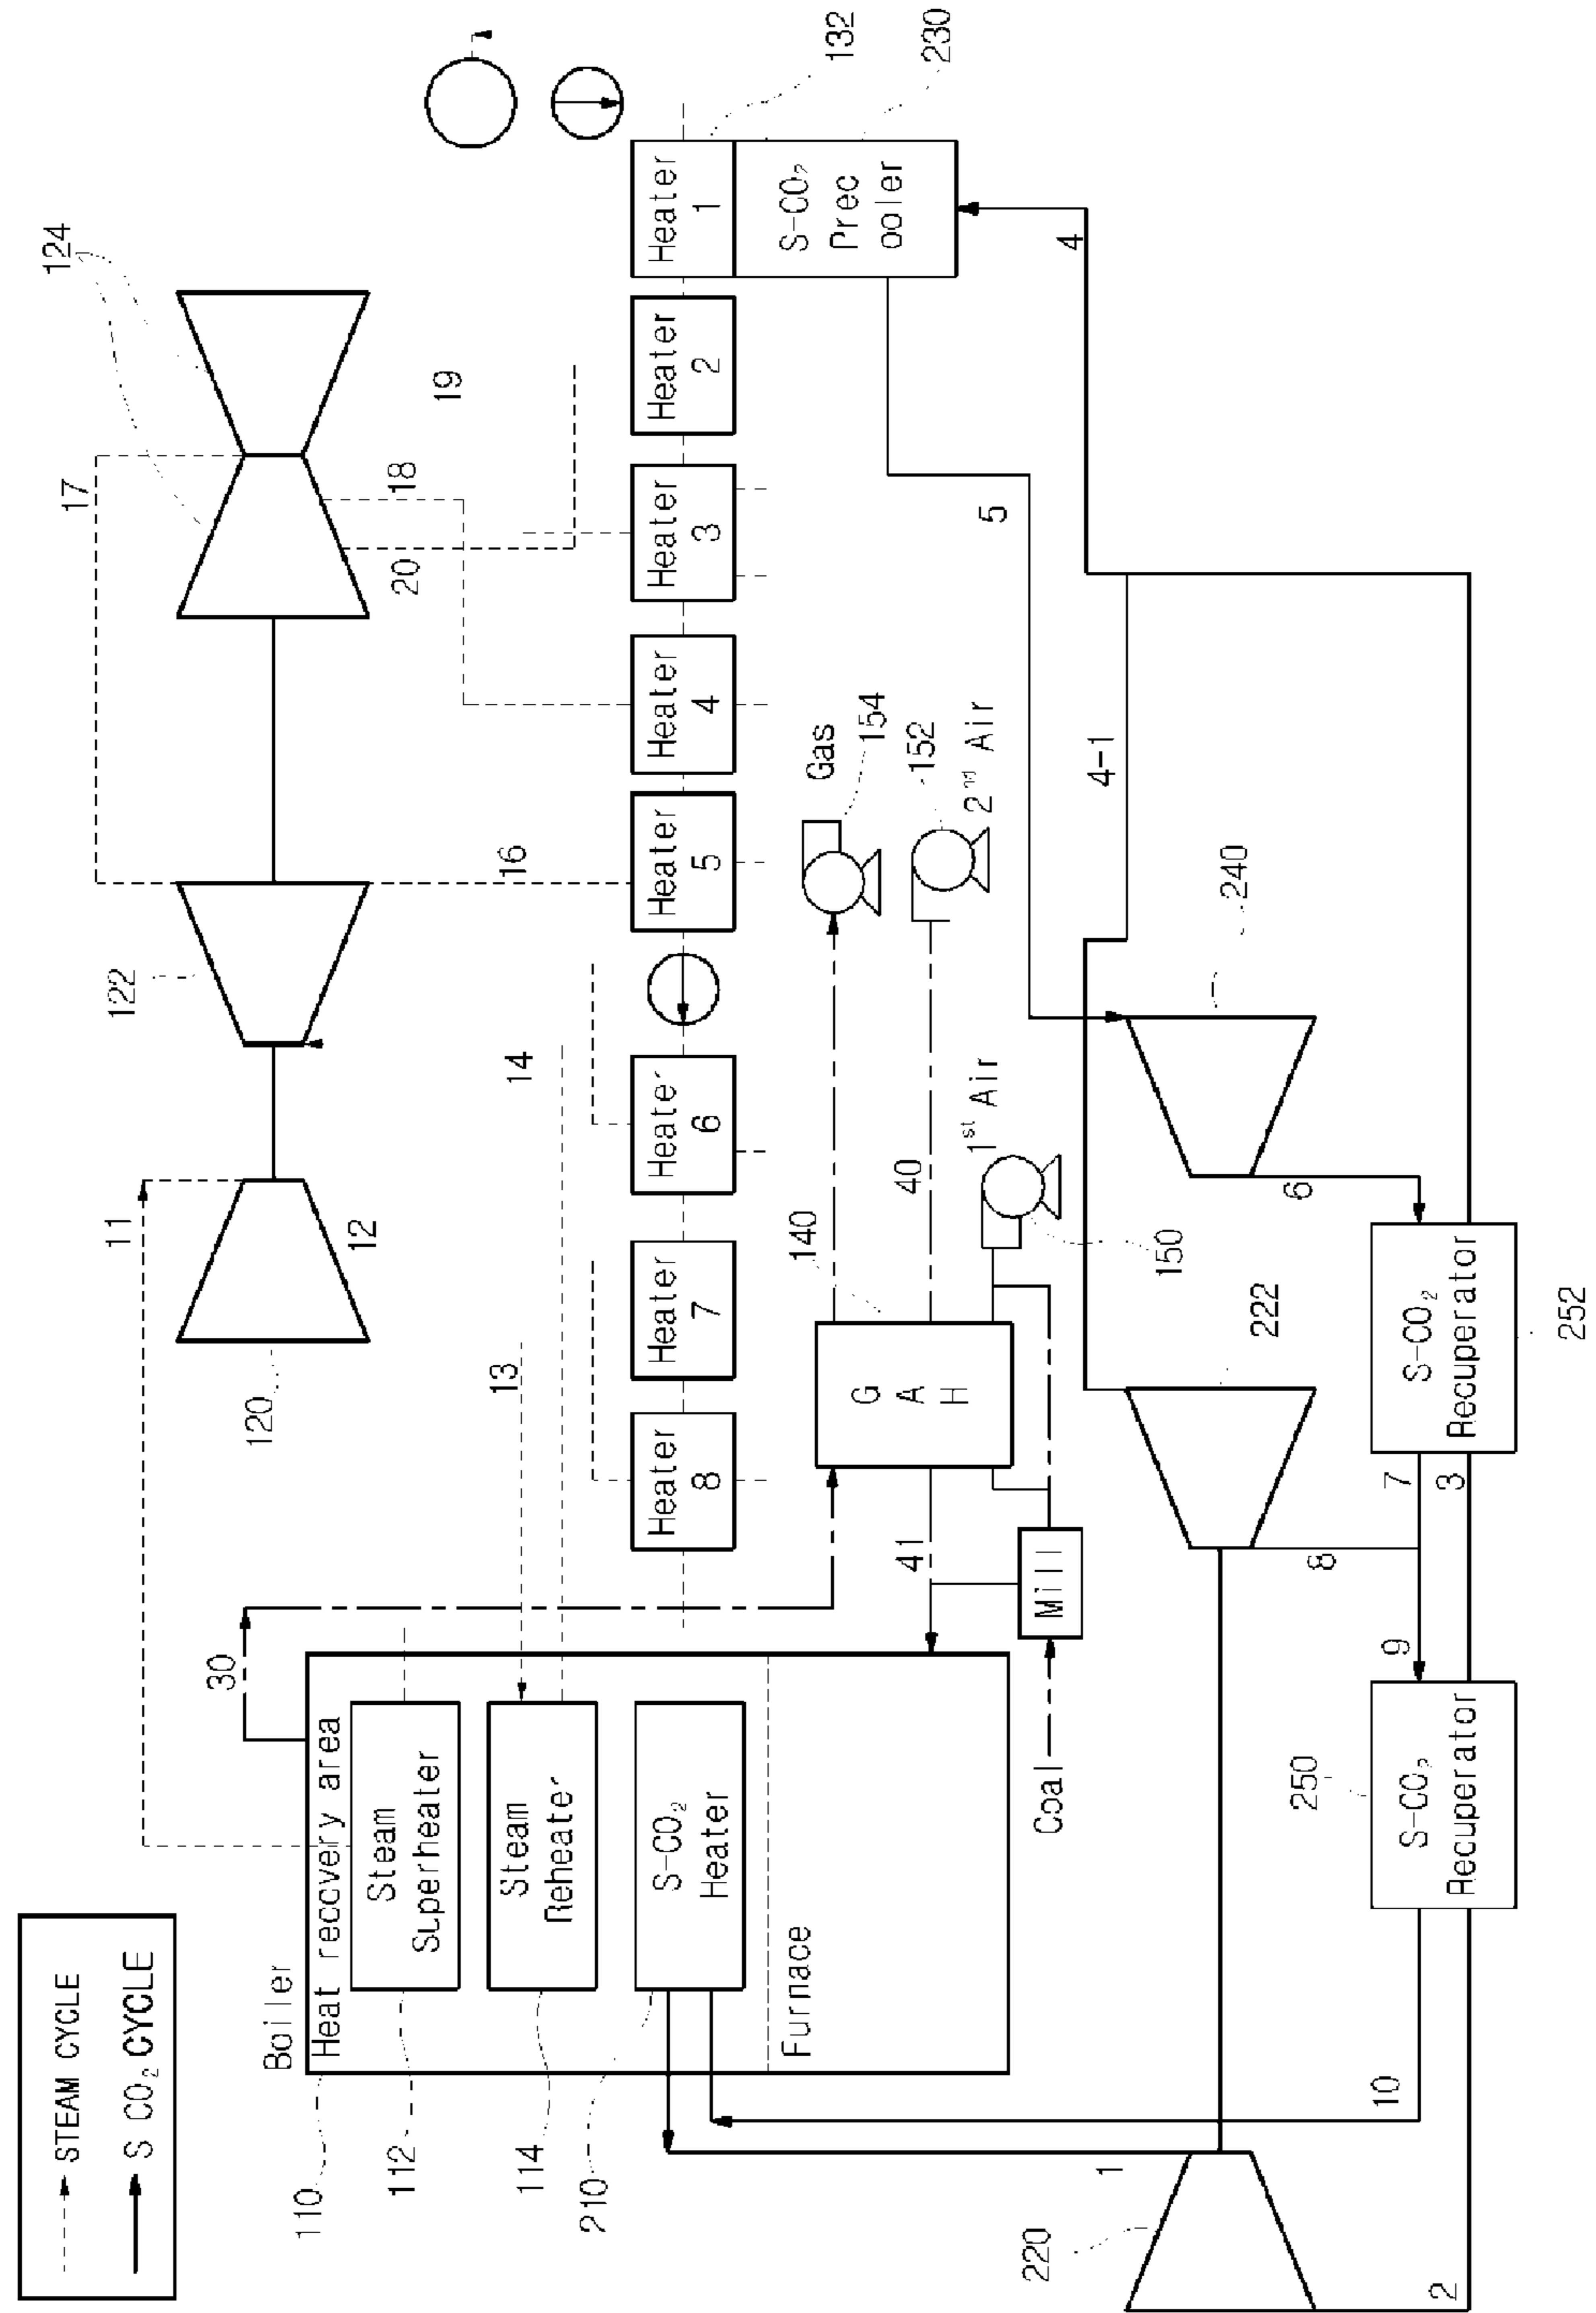 STEAM CYCLE
S CO₂ CYCLE
11
17
124
120
12
122
18
19
20
16
14
13
30
Boiler
Heat recovery area
110
Steam
Superheater
112
Steam
Reheater
114
S-CO₂
Heater
210
Furnace
Heater
8
Heater
7
Heater
6
Heater
5
Heater
4
Heater
3
Heater
2
Heater
1
132
S-CO₂
Prec
ooler
230
G
A
H
140
Gas
154
152
2nd Air
40
41
1st Air
150
Mill
Coal
4
5
4-1
240
222
220
1
2
10
250
S-CO₂
Recuperator
9
8
7
3
6
S-CO₂
Recuperator
252